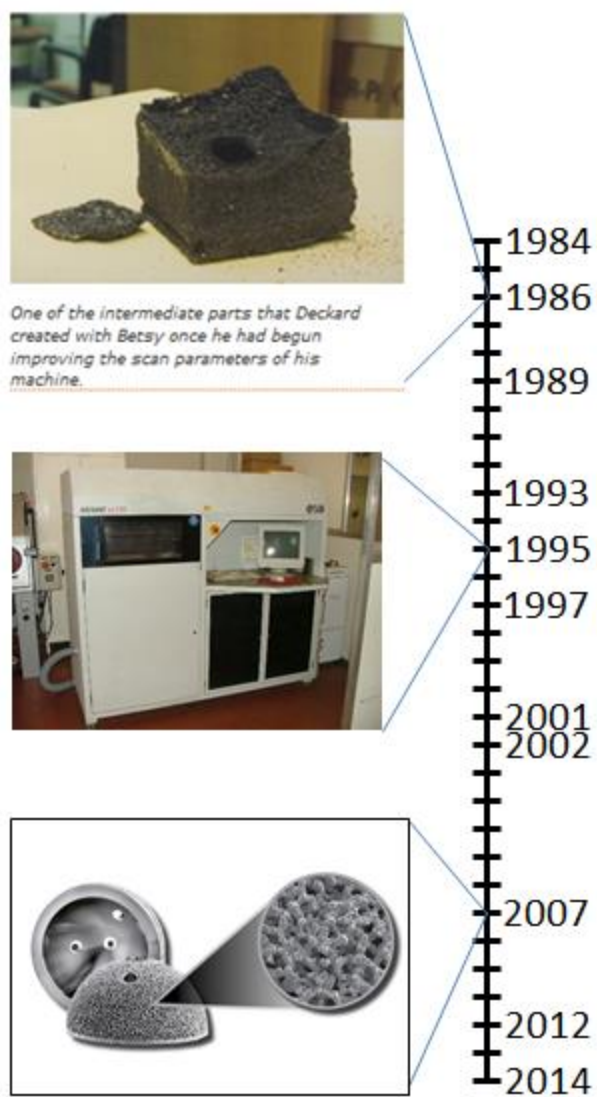 1984
1986
One of the intermediate parts that Deckard
created with Betsy once he had begun
improving the scan parameters of his
machine.
1989
1993
1995
1997
2001
2002
2007
2012
2014